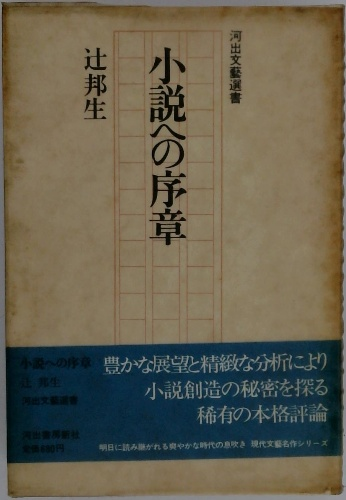 河出文藝選書
小説への序章
辻邦生
豊かな展望と精緻な分析により
小説創造の秘密を探る
稀有の本格評論
明日に読み継がれる爽やかな時代の息吹き 現代文藝名作シリーズ
小説への序章
辻 邦生
河出文藝選書
河出書房新社